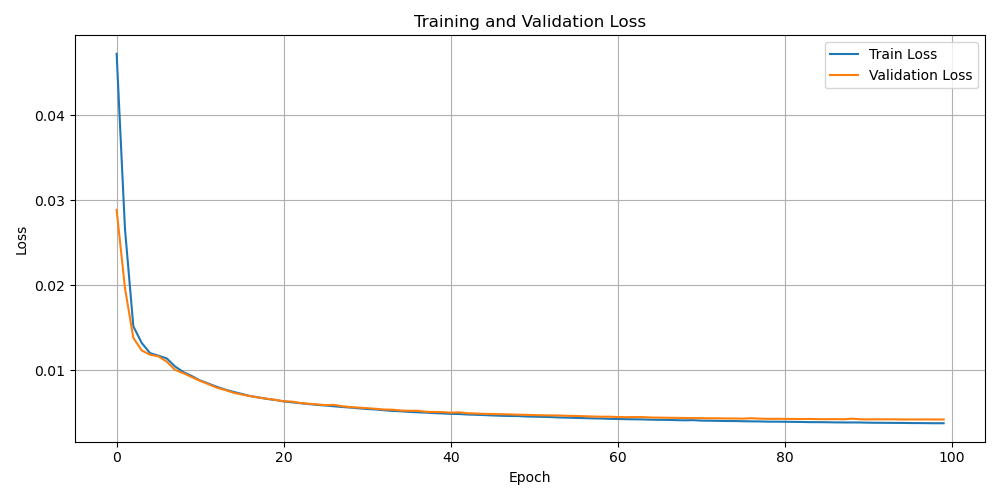 Training and Validation Loss
Train Loss
Validation Loss
0.04
0.03
0.02
0.01
Loss
0 20 40 60 80 100
Epoch